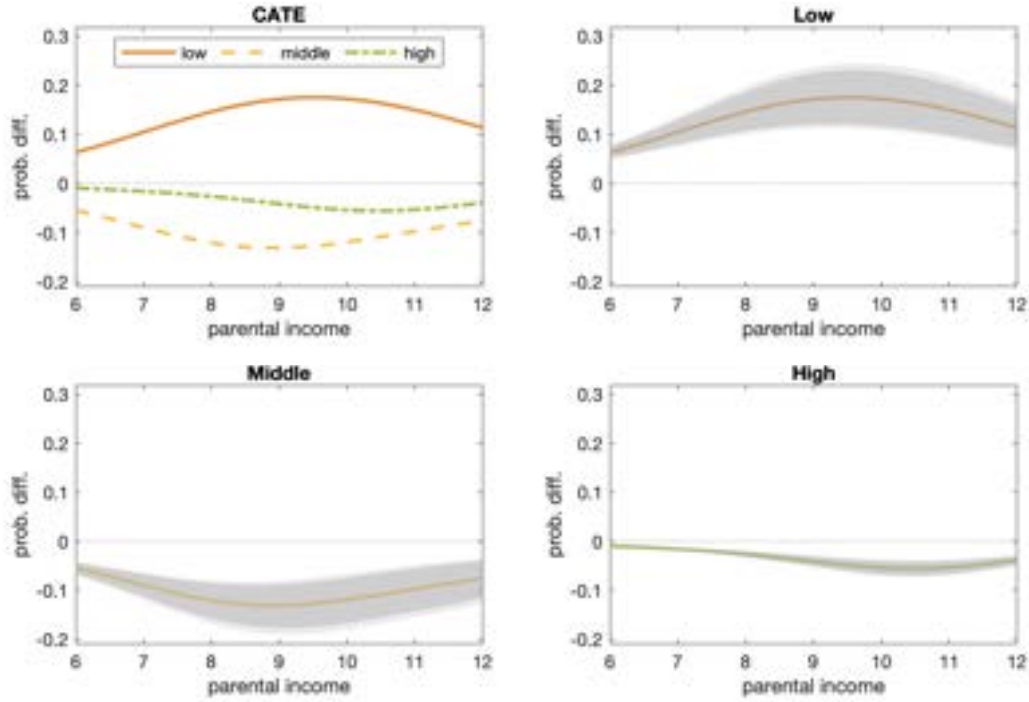 CATE
low middle high
0.3
0.2
0.1
0
-0.1
-0.2
prob. diff.
6 7 8 9 10 11 12
parental income
Low
0.3
0.2
0.1
0
-0.1
-0.2
prob. diff.
6 7 8 9 10 11 12
parental income
Middle
0.3
0.2
0.1
0
-0.1
-0.2
prob. diff.
6 7 8 9 10 11 12
parental income
High
0.3
0.2
0.1
0
-0.1
-0.2
prob. diff.
6 7 8 9 10 11 12
parental income